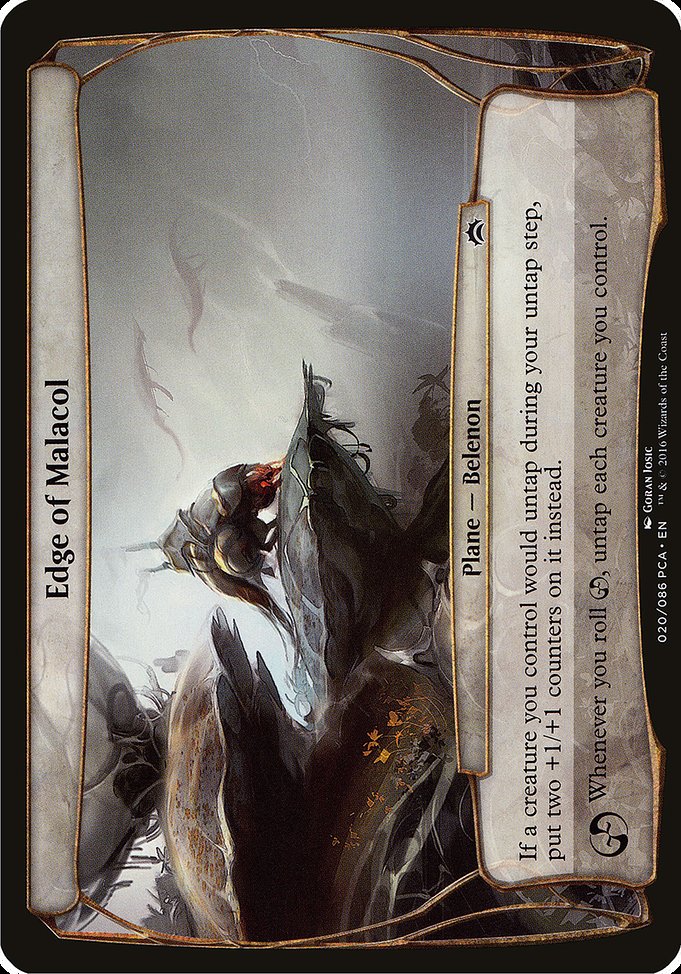 Edge of Malacol
Plane — Belenon
If a creature you control would untap during your untap step,
put two +1/+1 counters on it instead.
Whenever you roll , untap each creature you control.
020/086 PCA • EN Goran Iosic
™ & © 2016 Wizards of the Coast